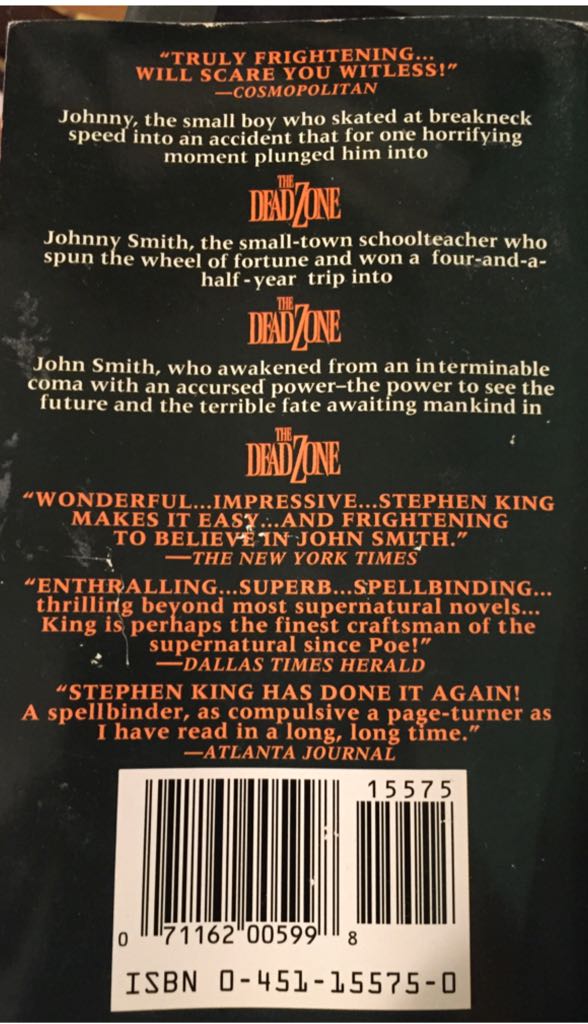 “TRULY FRIGHTENING...
WILL SCARE YOU WITLESS!”
—COSMOPOLITAN
Johnny, the small boy who skated at breakneck
speed into an accident that for one horrifying
moment plunged him into
THE
DEAD ZONE
Johnny Smith, the small-town schoolteacher who
spun the wheel of fortune and won a four-and-a-
half-year trip into
THE
DEAD ZONE
John Smith, who awakened from an interminable
coma with an accursed power—the power to see the
future and the terrible fate awaiting mankind in
THE
DEAD ZONE
“WONDERFUL...IMPRESSIVE...STEPHEN KING
MAKES IT EASY...AND FRIGHTENING
TO BELIEVE IN JOHN SMITH.”
—THE NEW YORK TIMES
“ENTHRALLING...SUPERB...SPELLBINDING...
thrilling beyond most supernatural novels...
King is perhaps the finest craftsman of the
supernatural since Poe!”
—DALLAS TIMES HERALD
“STEPHEN KING HAS DONE IT AGAIN!
A spellbinder, as compulsive a page-turner as
I have read in a long, long time.”
—ATLANTA JOURNAL
15575
0 71162 00599 8
ISBN 0-451-15575-0